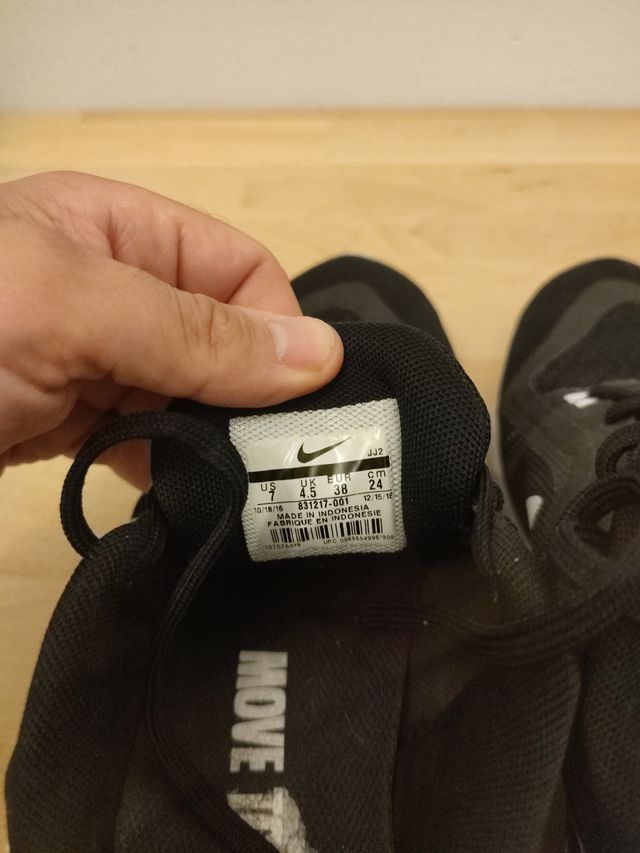 JJ2
US UK EUR cm
7 4.5 38 24
10/18/16 831217-001 12/15/16
MADE IN INDONESIA
FABRIQUE EN INDONESIE
UPC
MOVE